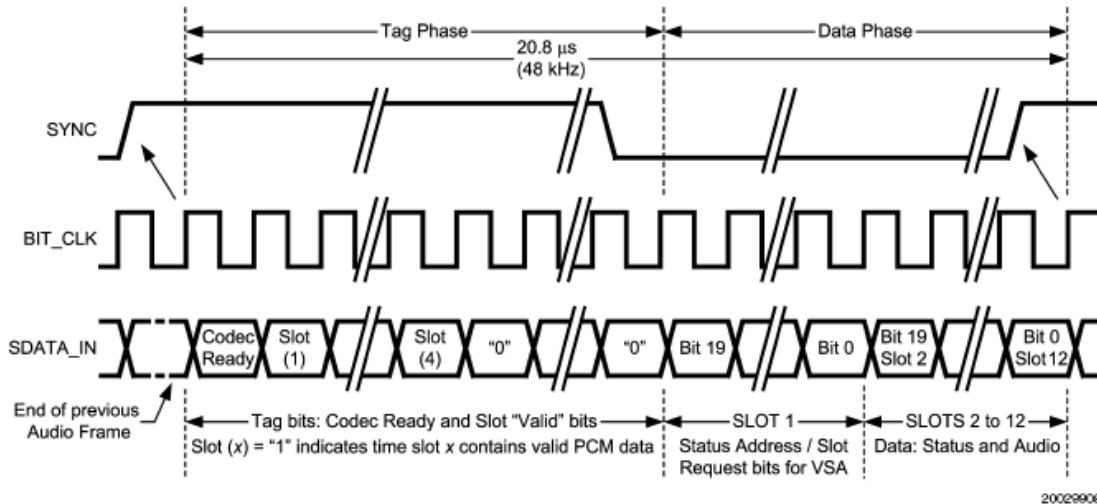 Tag Phase
Data Phase
20.8 μs
(48 kHz)
SYNC
BIT_CLK
SDATA_IN
Codec
Ready
Slot
(1)
Slot
(4)
"0"
"0"
Bit 19
Bit 0
Bit 19
Slot 2
Bit 0
Slot 12
End of previous
Audio Frame
Tag bits: Codec Ready and Slot "Valid" bits
Slot (x) = "1" indicates time slot x contains valid PCM data
SLOT 1
Status Address / Slot
Request bits for VSA
SLOTS 2 to 12
Data: Status and Audio
20029908